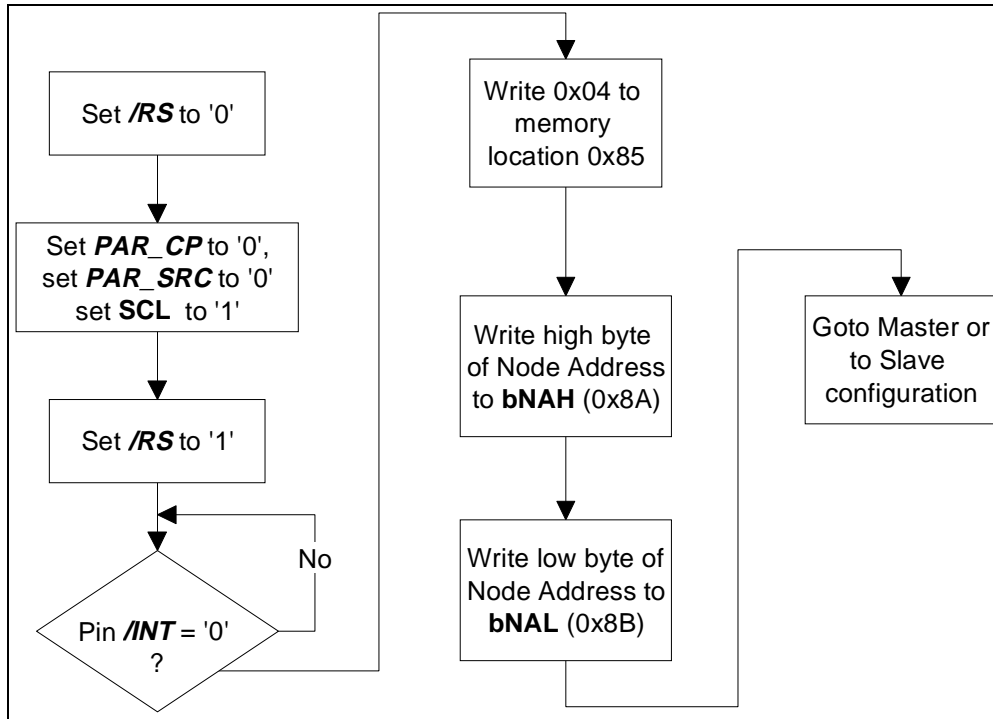 Set /RS to '0'
Set PAR_CP to '0',
set PAR_SRC to '0'
set SCL to '1'
Set /RS to '1'
No
Pin /INT = '0'
?
Write 0x04 to
memory
location 0x85
Write high byte
of Node Address
to bNAH (0x8A)
Write low byte of
Node Address to
bNAL (0x8B)
Goto Master or
to Slave
configuration